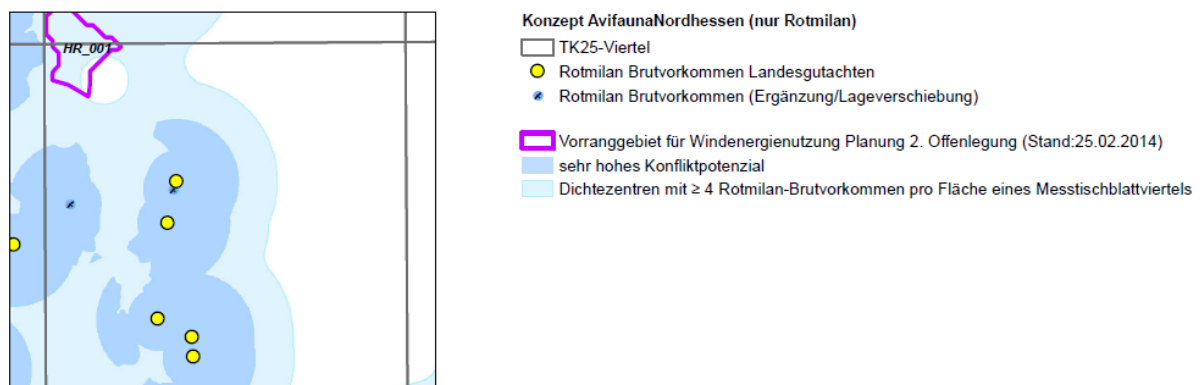 HR_001
Konzept AvifaunaNordhessen (nur Rotmilan)
TK25-Viertel
Rotmilan Brutvorkommen Landesgutachten
Rotmilan Brutvorkommen (Ergänzung/Lageverschiebung)
Vorranggebiet für Windenergienutzung Planung 2. Offenlegung (Stand:25.02.2014)
sehr hohes Konfliktpotenzial
Dichtezentren mit ≥ 4 Rotmilan-Brutvorkommen pro Fläche eines Messtischblattviertels